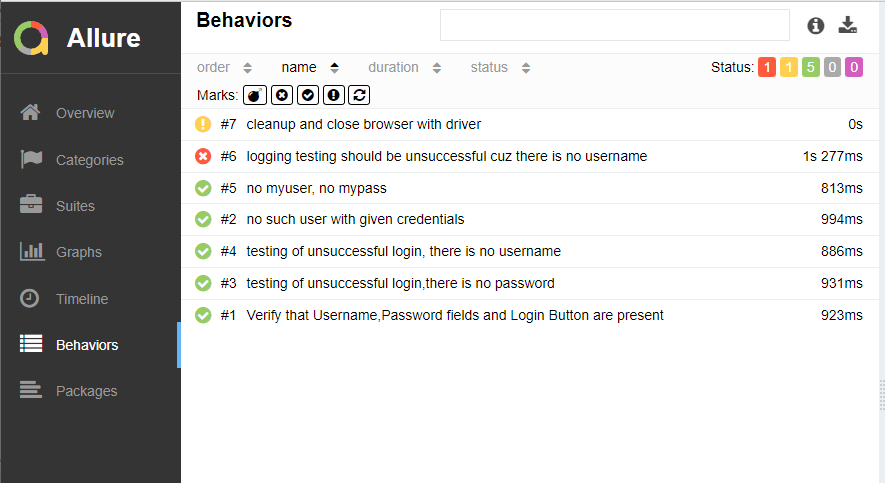 Allure
Overview
Categories
Suites
Graphs
Timeline
Behaviors
Packages
Behaviors
order name duration status Status: 1 1 5 0 0
Marks:
#7 cleanup and close browser with driver 0s
#6 logging testing should be unsuccessful cuz there is no username 1s 277ms
#5 no myuser, no mypass 813ms
#2 no such user with given credentials 994ms
#4 testing of unsuccessful login, there is no username 886ms
#3 testing of unsuccessful login,there is no password 931ms
#1 Verify that Username,Password fields and Login Button are present 923ms